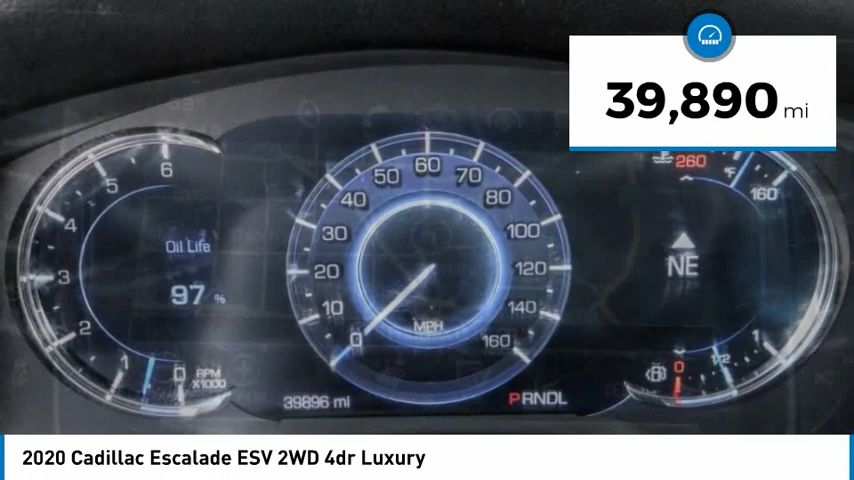 39,890 mi
260
°F
160
6
5
4
3
2
1
0
RPM
X1000
Oil Life
97 %
60
50
70
40
80
30
100
20
120
10
140
0
160
MPH
NE
1
1/2
0
39896 mi
PRNDL
2020 Cadillac Escalade ESV 2WD 4dr Luxury